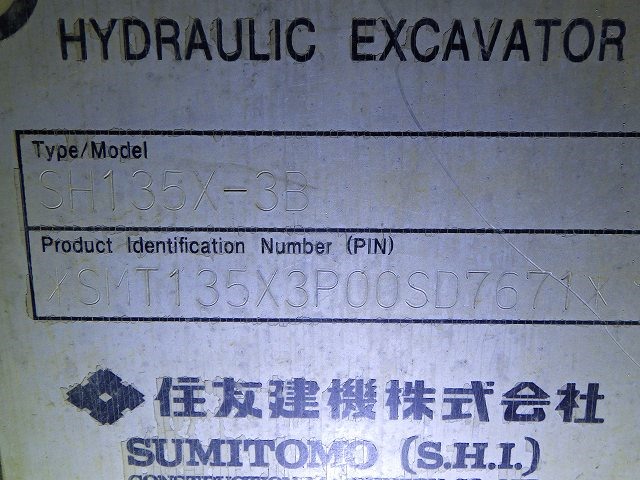 HYDRAULIC EXCAVATOR
Type/Model
SH135X-3B
Product Identification Number (PIN)
*SMT135X3P00SD7671*
住友建機株式会社
SUMITOMO (S.H.I.)